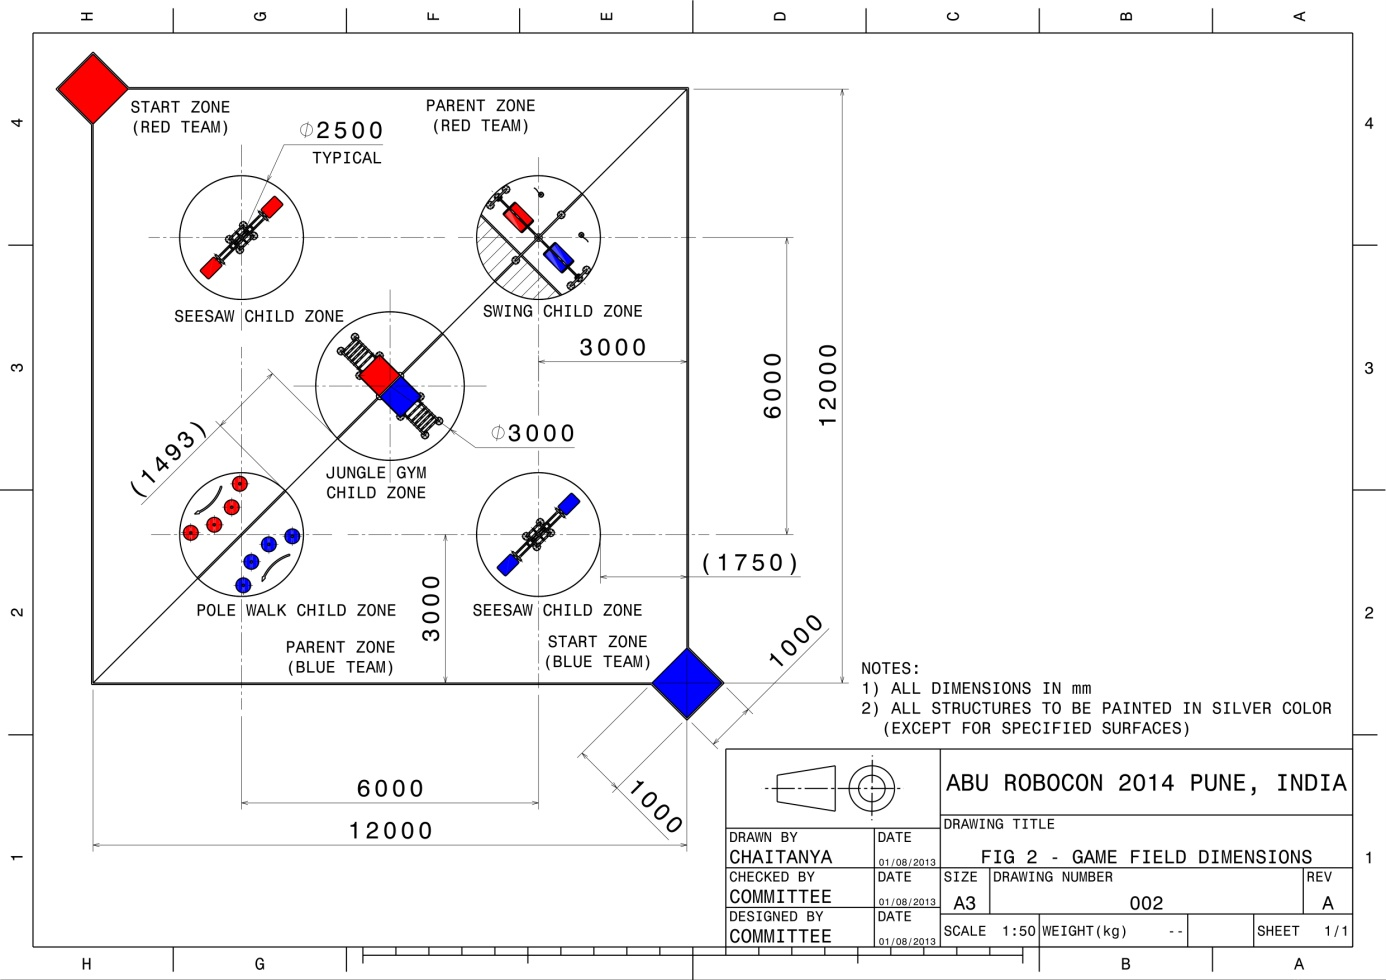 H G F E D C B A
4
START ZONE
(RED TEAM)
PARENT ZONE
(RED TEAM)
4
∅2500
TYPICAL
SEESAW CHILD ZONE
SWING CHILD ZONE
3000
6000
12000
3
3
(1493)
∅3000
JUNGLE GYM
CHILD ZONE
(1750)
POLE WALK CHILD ZONE
3000
SEESAW CHILD ZONE
2
2
PARENT ZONE
(BLUE TEAM)
START ZONE
(BLUE TEAM)
1000
NOTES:
1) ALL DIMENSIONS IN mm
2) ALL STRUCTURES TO BE PAINTED IN SILVER COLOR
(EXCEPT FOR SPECIFIED SURFACES)
6000
1000
12000
1
1
ABU ROBOCON 2014 PUNE, INDIA
DRAWING TITLE
FIG 2 - GAME FIELD DIMENSIONS
DRAWN BY DATE
CHAITANYA 01/08/2013
CHECKED BY DATE
COMMITTEE 01/08/2013
DESIGNED BY DATE
COMMITTEE 01/08/2013
SIZE DRAWING NUMBER REV
A3 002 A
SCALE 1:50 WEIGHT(kg) -- SHEET 1/1
H G B A